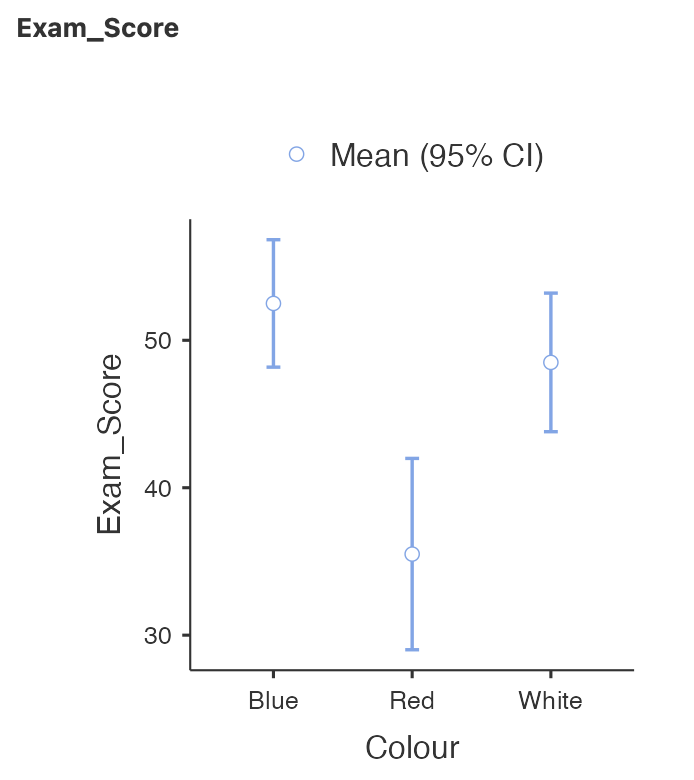 Exam_Score
Mean (95% CI)
Exam_Score
50
40
30
Blue Red White
Colour